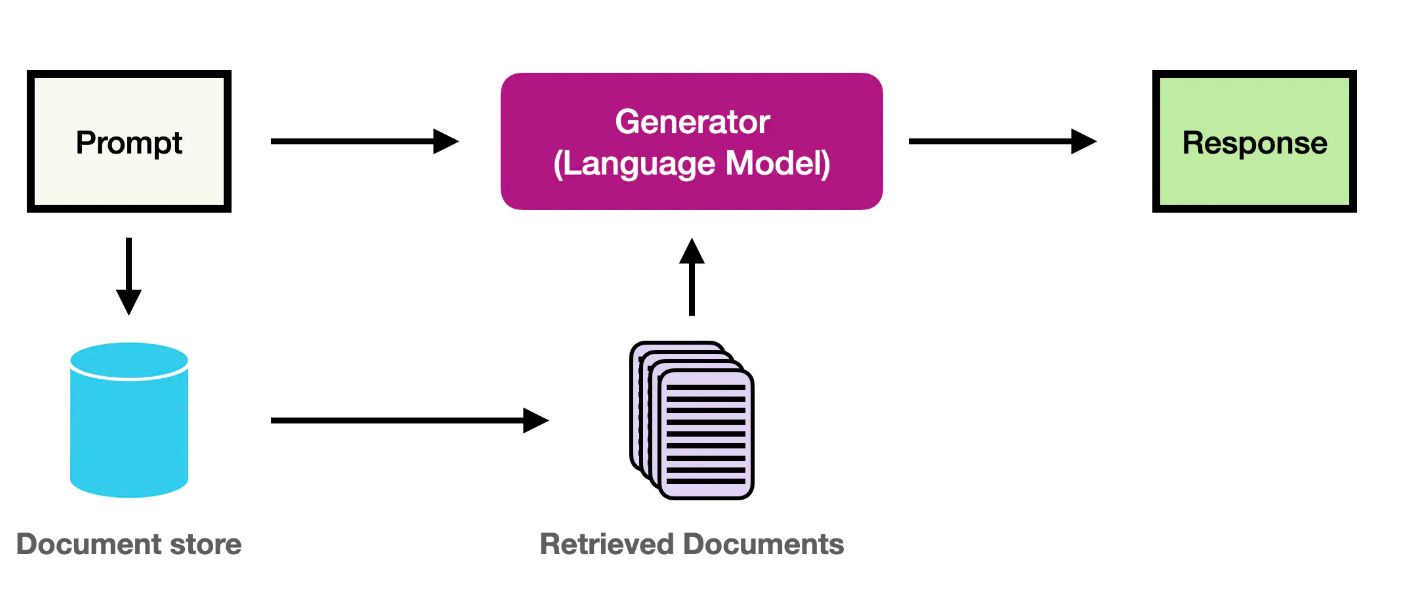 Prompt
Generator
(Language Model)
Response
Document store
Retrieved Documents